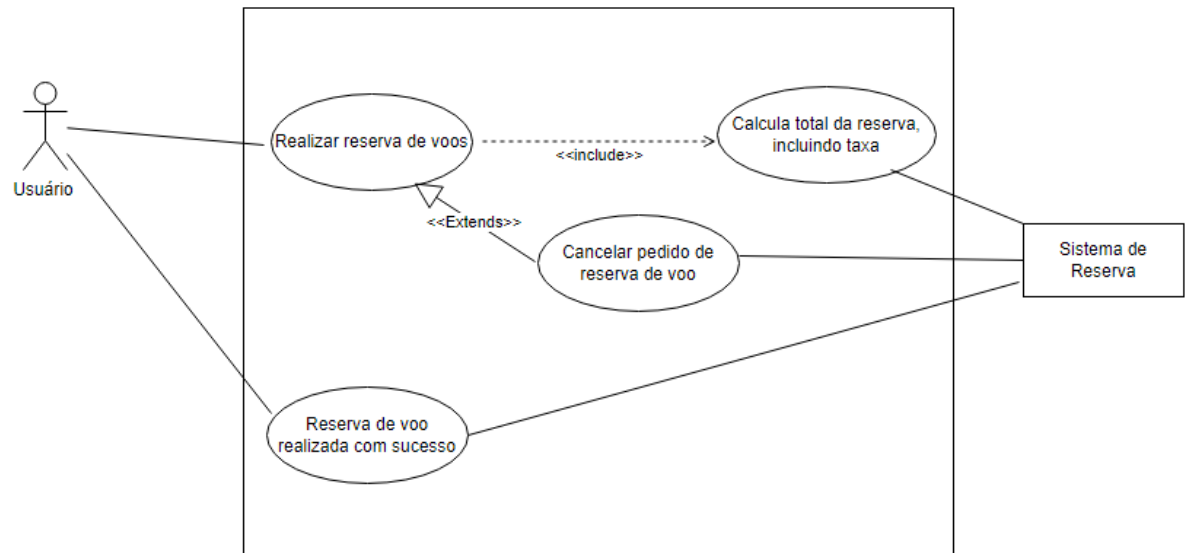 Usuário
Realizar reserva de voos
<<include>>
Calcula total da reserva,
incluindo taxa
<<Extends>>
Cancelar pedido de
reserva de voo
Sistema de
Reserva
Reserva de voo
realizada com sucesso